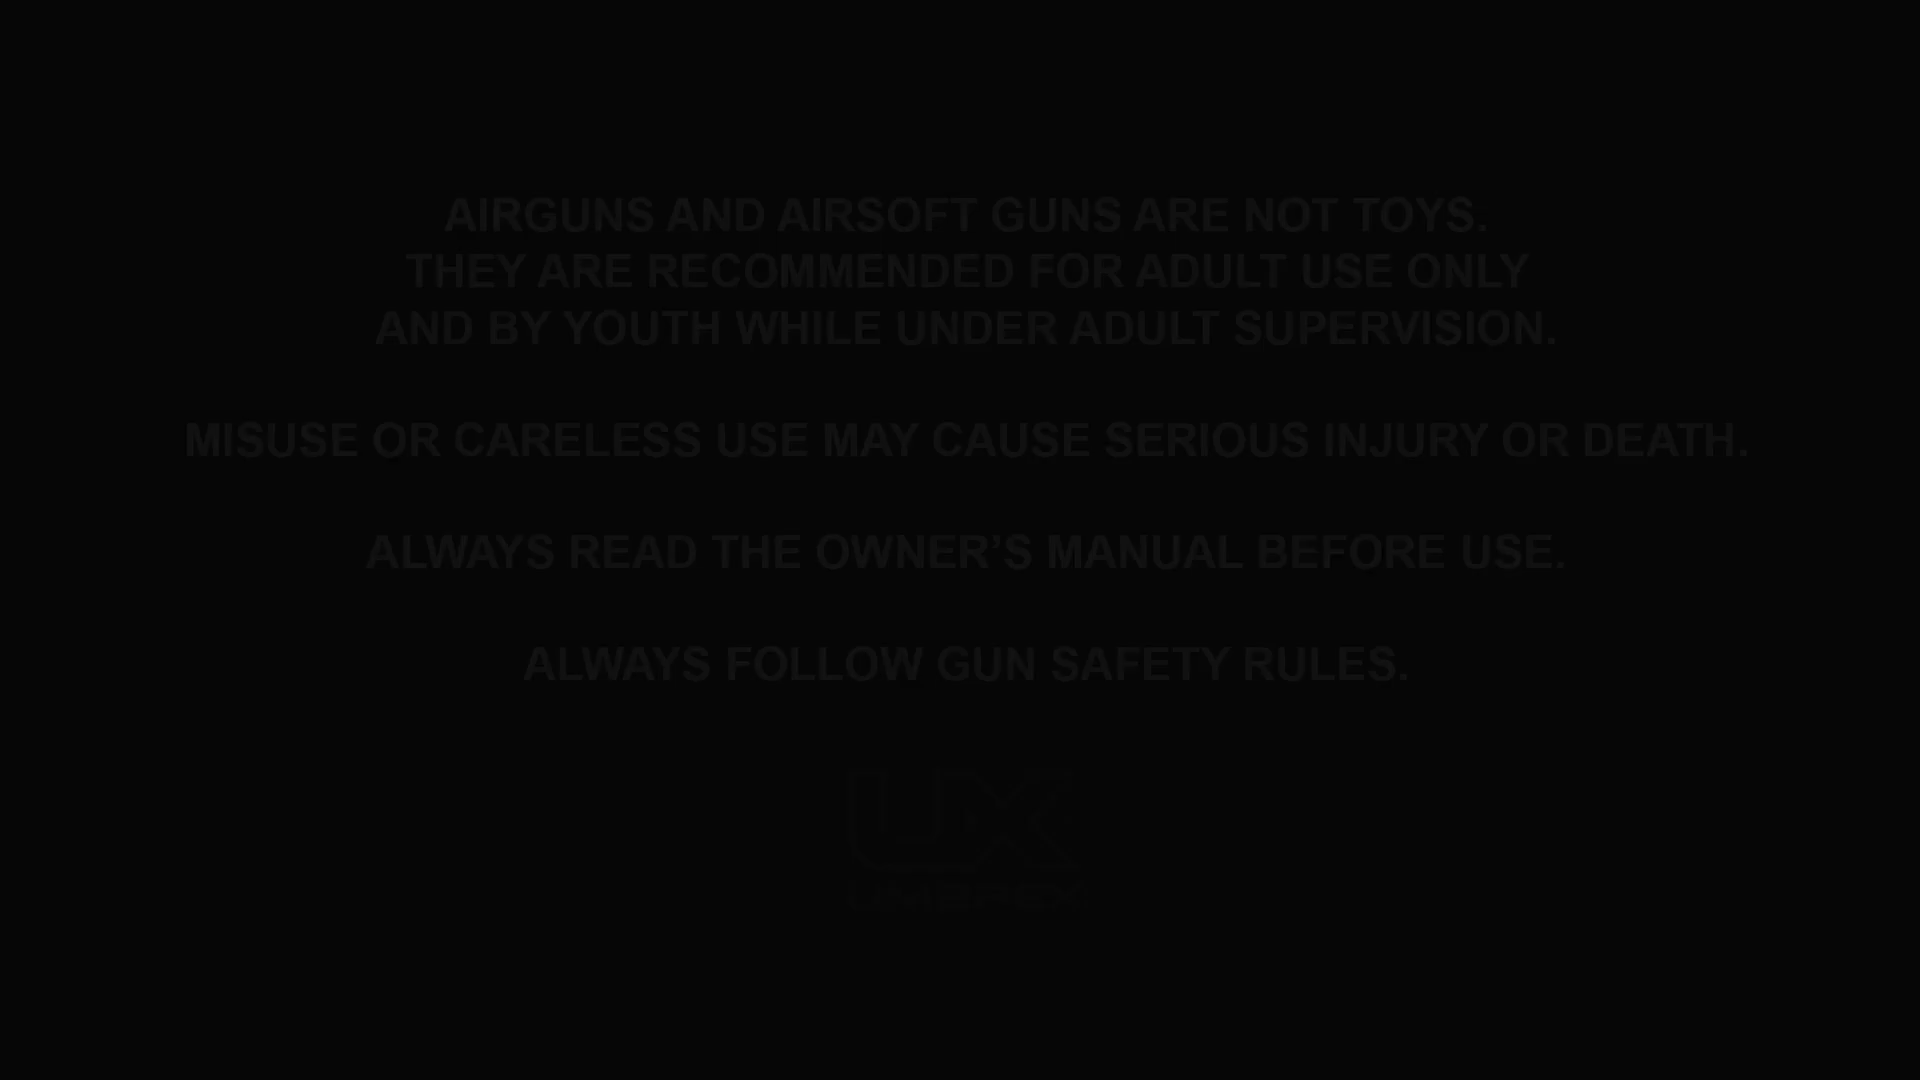 AIRGUNS AND AIRSOFT GUNS ARE NOT TOYS.
THEY ARE RECOMMENDED FOR ADULT USE ONLY
AND BY YOUTH WHILE UNDER ADULT SUPERVISION.
MISUSE OR CARELESS USE MAY CAUSE SERIOUS INJURY OR DEATH.
ALWAYS READ THE OWNER’S MANUAL BEFORE USE.
ALWAYS FOLLOW GUN SAFETY RULES.
UX
UMAREX